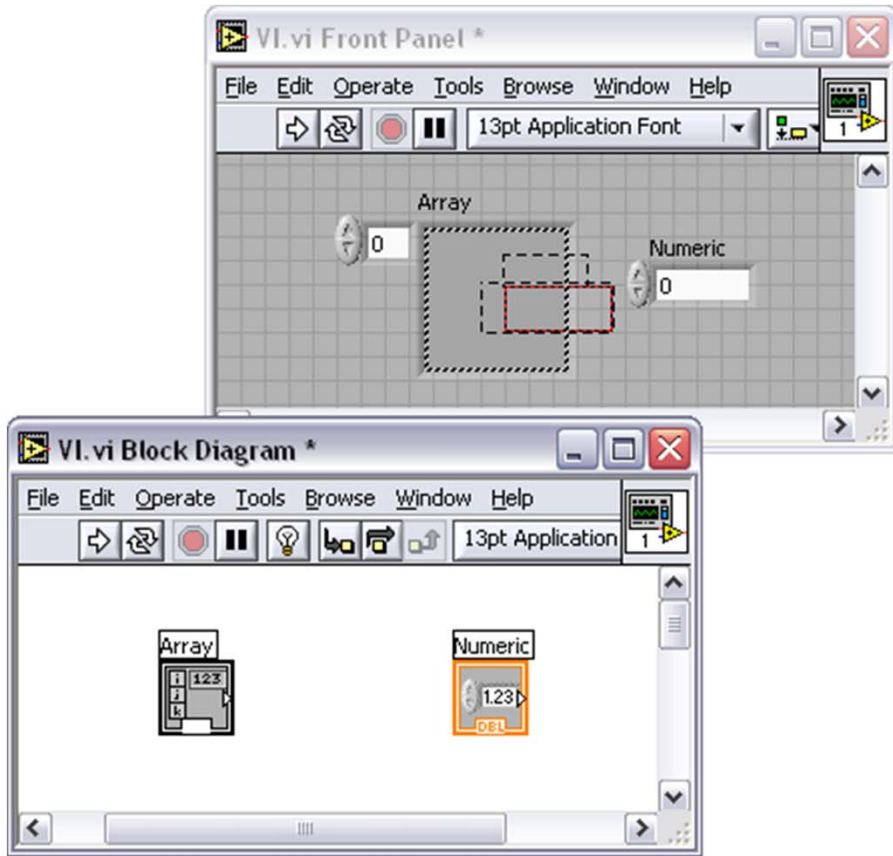 VI.vi Front Panel *
File Edit Operate Tools Browse Window Help
13pt Application Font
1
Array
0
Numeric
0
VI.vi Block Diagram *
File Edit Operate Tools Browse Window Help
13pt Application
1
Array
i 123
j
k
Numeric
1.23
DBL